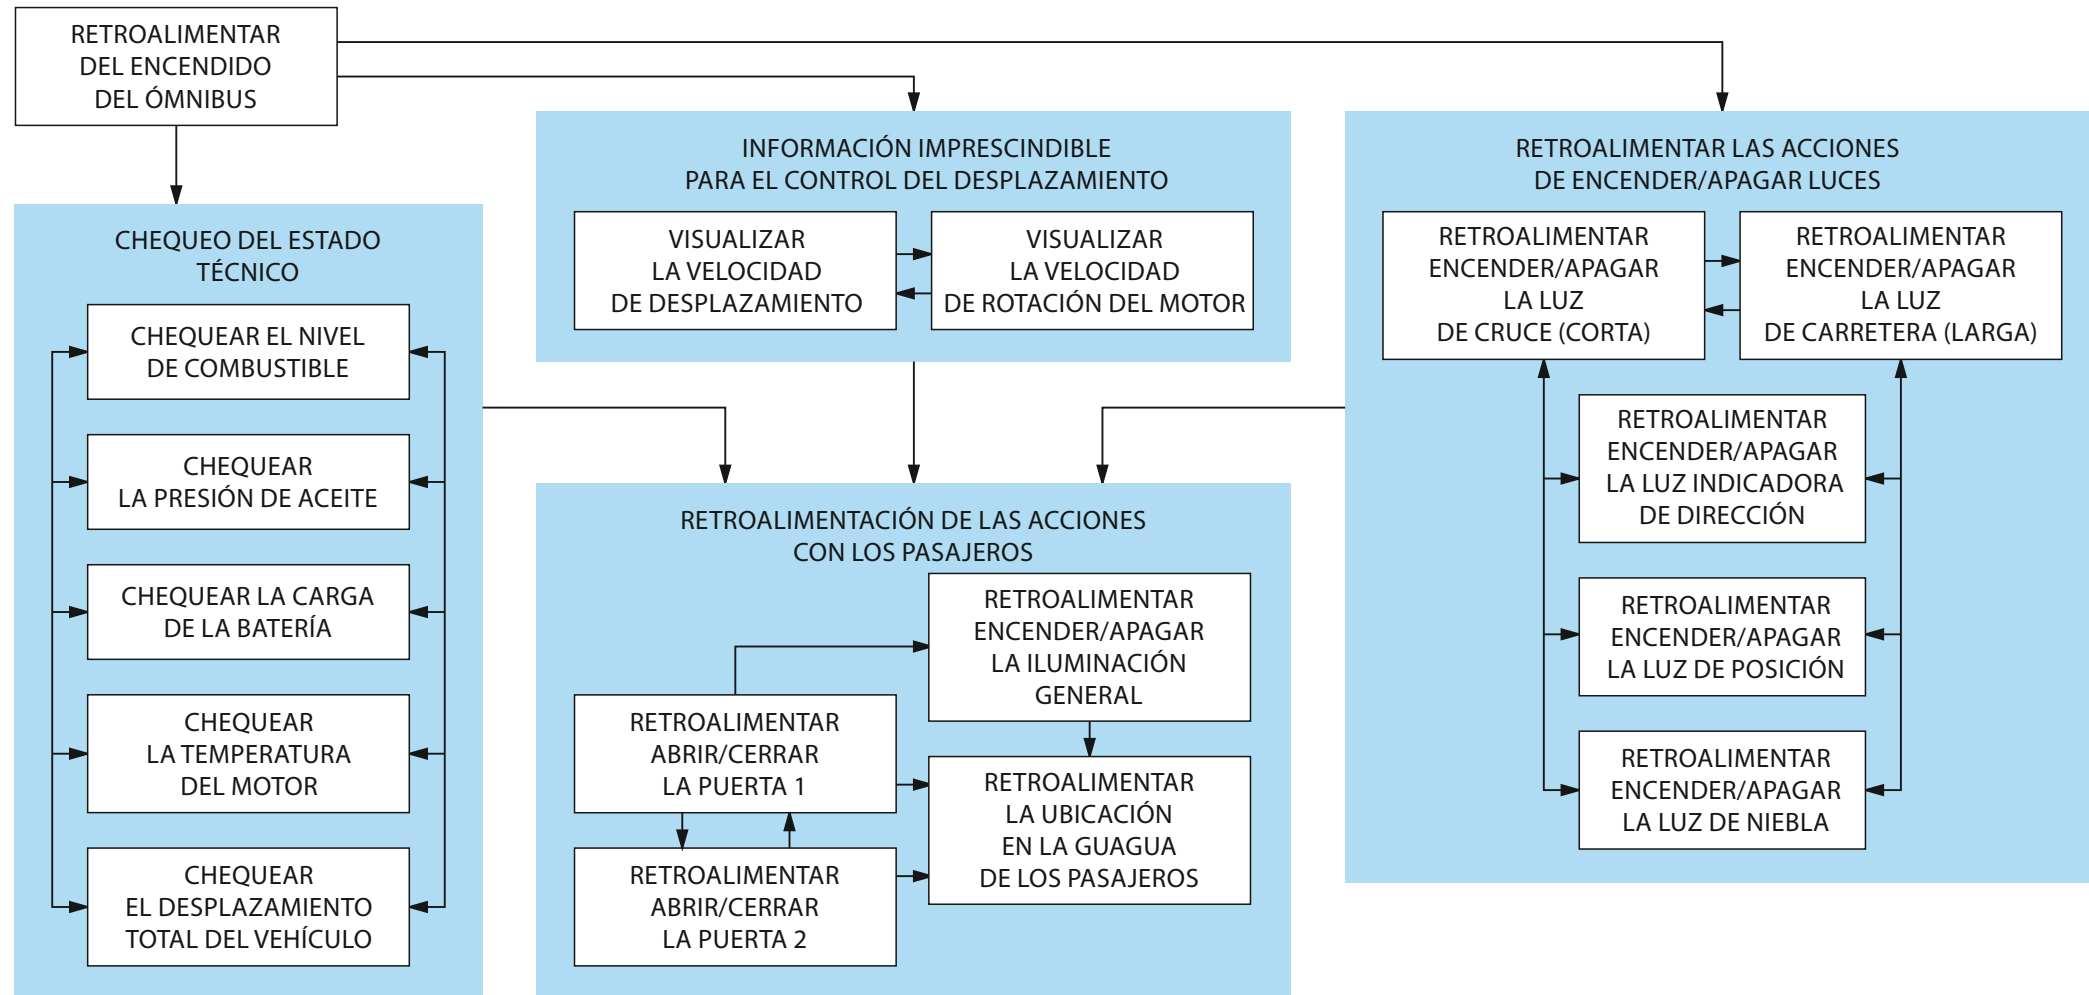 RETROALIMENTAR
DEL ENCENDIDO
DEL ÓMNIBUS
CHEQUEO DEL ESTADO
TÉCNICO
CHEQUEAR EL NIVEL
DE COMBUSTIBLE
CHEQUEAR
LA PRESIÓN DE ACEITE
CHEQUEAR LA CARGA
DE LA BATERÍA
CHEQUEAR
LA TEMPERATURA
DEL MOTOR
CHEQUEAR
EL DESPLAZAMIENTO
TOTAL DEL VEHÍCULO
INFORMACIÓN IMPRESCINDIBLE
PARA EL CONTROL DEL DESPLAZAMIENTO
VISUALIZAR
LA VELOCIDAD
DE DESPLAZAMIENTO
VISUALIZAR
LA VELOCIDAD
DE ROTACIÓN DEL MOTOR
RETROALIMENTACIÓN DE LAS ACCIONES
CON LOS PASAJEROS
RETROALIMENTAR
ENCENDER/APAGAR
LA ILUMINACIÓN
GENERAL
RETROALIMENTAR
ABRIR/CERRAR
LA PUERTA 1
RETROALIMENTAR
LA UBICACIÓN
EN LA GUAGUA
DE LOS PASAJEROS
RETROALIMENTAR
ABRIR/CERRAR
LA PUERTA 2
RETROALIMENTAR LAS ACCIONES
DE ENCENDER/APAGAR LUCES
RETROALIMENTAR
ENCENDER/APAGAR
LA LUZ
DE CRUCE (CORTA)
RETROALIMENTAR
ENCENDER/APAGAR
LA LUZ
DE CARRETERA (LARGA)
RETROALIMENTAR
ENCENDER/APAGAR
LA LUZ INDICADORA
DE DIRECCIÓN
RETROALIMENTAR
ENCENDER/APAGAR
LA LUZ DE POSICIÓN
RETROALIMENTAR
ENCENDER/APAGAR
LA LUZ DE NIEBLA